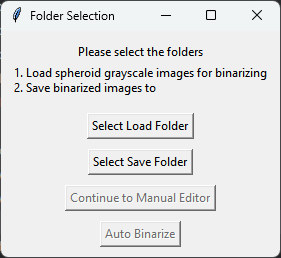 Folder Selection
Please select the folders
1. Load spheroid grayscale images for binarizing
2. Save binarized images to
Select Load Folder
Select Save Folder
Continue to Manual Editor
Auto Binarize